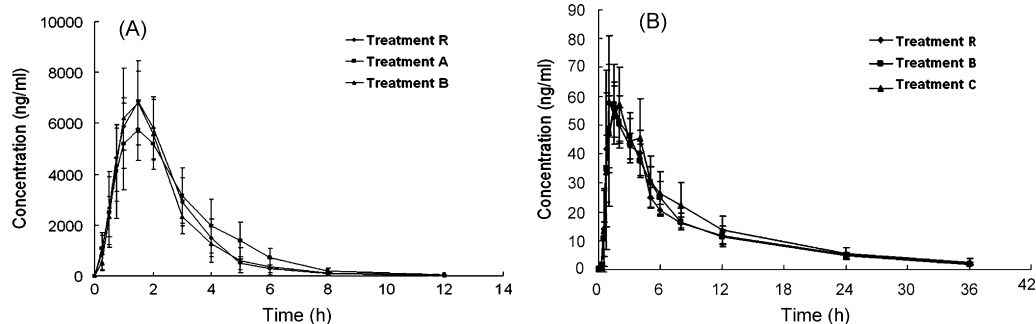 (A)
Concentration (ng/ml)
10000
8000
6000
4000
2000
0
Treatment R
Treatment A
Treatment B
0 2 4 6 8 10 12 14
Time (h)
(B)
Concentration (ng/ml)
90
80
70
60
50
40
30
20
10
0
Treatment R
Treatment B
Treatment C
0 6 12 18 24 30 36 42
Time (h)